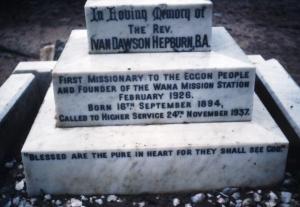 In Loving Memory of
THE REV.
IVAN DAWSON HEPBURN, B.A.
FIRST MISSIONARY TO THE EGGON PEOPLE
AND FOUNDER OF THE WANA MISSION STATION
FEBRUARY 1926.
BORN 16TH SEPTEMBER 1894,
CALLED TO HIGHER SERVICE 24TH NOVEMBER 1937.
"BLESSED ARE THE PURE IN HEART FOR THEY SHALL SEE GOD."